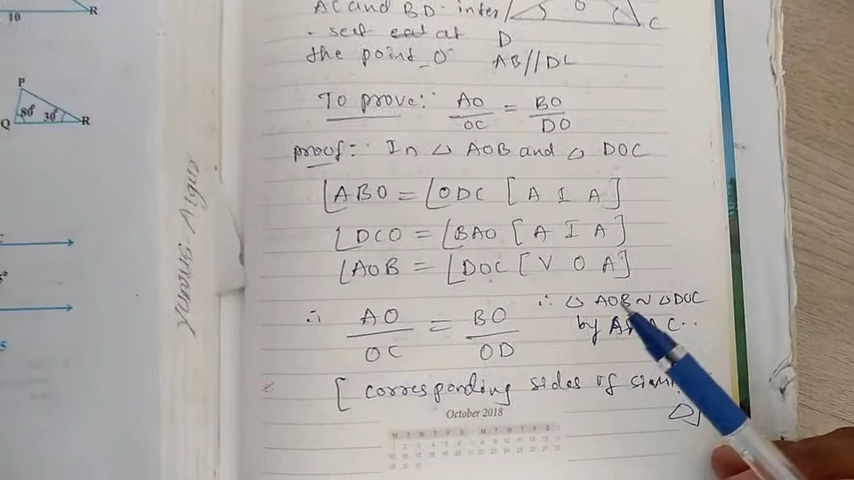 10
R
P
80°
30°
Q
R
5
AC and BD inter
O
C
- sect eat at
D
the point O
AB//DC
To prove: AO/OC = BO/DO
proof: In △ AOB and △ DOC
∠ABO = ∠ODC [A I A]
∠DCO = ∠BAO [A I A]
∠AOB = ∠DOC [V O A]
∴ AO/OC = BO/OD
∴ △ AOB ~ △DOC
by
[corresponding sides of
October 2018